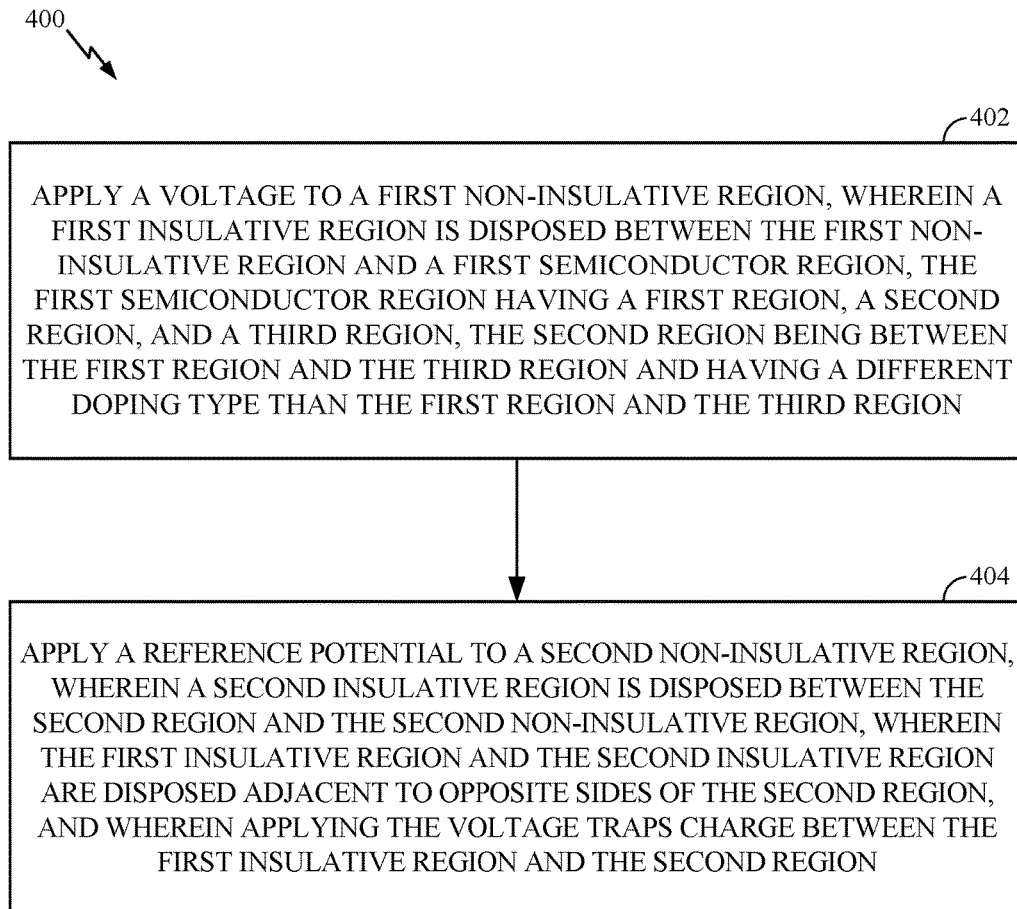 400
402
APPLY A VOLTAGE TO A FIRST NON-INSULATIVE REGION, WHEREIN A
FIRST INSULATIVE REGION IS DISPOSED BETWEEN THE FIRST NON-
INSULATIVE REGION AND A FIRST SEMICONDUCTOR REGION, THE
FIRST SEMICONDUCTOR REGION HAVING A FIRST REGION, A SECOND
REGION, AND A THIRD REGION, THE SECOND REGION BEING BETWEEN
THE FIRST REGION AND THE THIRD REGION AND HAVING A DIFFERENT
DOPING TYPE THAN THE FIRST REGION AND THE THIRD REGION
404
APPLY A REFERENCE POTENTIAL TO A SECOND NON-INSULATIVE REGION,
WHEREIN A SECOND INSULATIVE REGION IS DISPOSED BETWEEN THE
SECOND REGION AND THE SECOND NON-INSULATIVE REGION, WHEREIN
THE FIRST INSULATIVE REGION AND THE SECOND INSULATIVE REGION
ARE DISPOSED ADJACENT TO OPPOSITE SIDES OF THE SECOND REGION,
AND WHEREIN APPLYING THE VOLTAGE TRAPS CHARGE BETWEEN THE
FIRST INSULATIVE REGION AND THE SECOND REGION